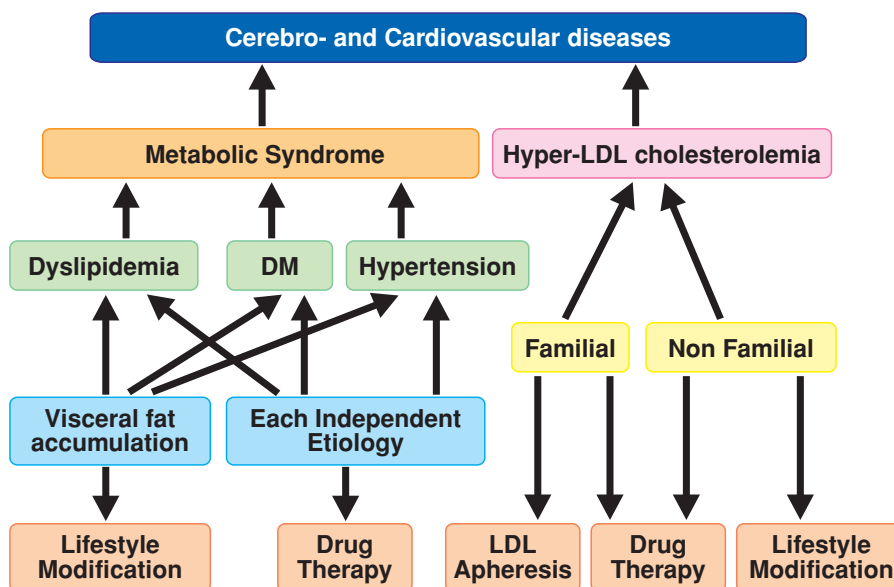 Cerebro- and Cardiovascular diseases
Metabolic Syndrome
Hyper-LDL cholesterolemia
Dyslipidemia
DM
Hypertension
Familial
Non Familial
Visceral fat
accumulation
Each Independent
Etiology
Lifestyle
Modification
Drug
Therapy
LDL
Apheresis
Drug
Therapy
Lifestyle
Modification